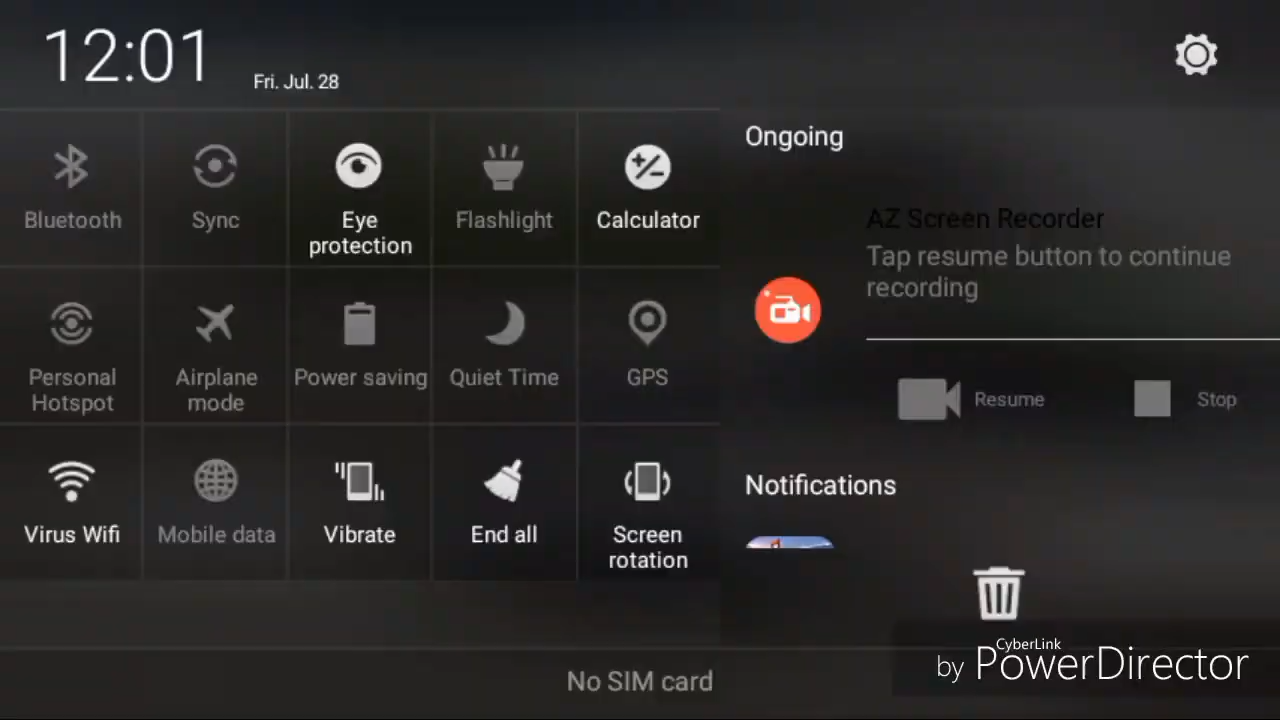 12:01
Fri. Jul. 28
Bluetooth
Sync
Eye
protection
Flashlight
Calculator
Personal
Hotspot
Airplane
mode
Power saving
Quiet Time
GPS
Virus Wifi
Mobile data
Vibrate
End all
Screen
rotation
Ongoing
AZ Screen Recorder
Tap resume button to continue
recording
Resume
Stop
Notifications
No SIM card
CyberLink
by PowerDirector